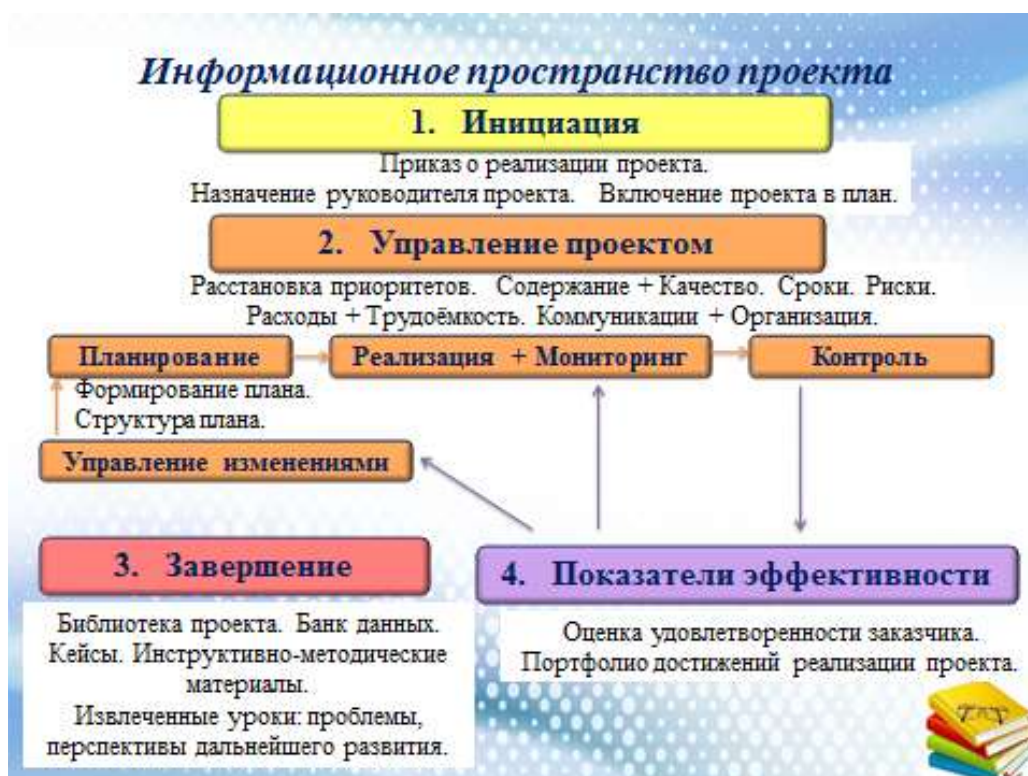 Информационное пространство проекта
1. Инициация
Приказ о реализации проекта.
Назначение руководителя проекта. Включение проекта в план.
2. Управление проектом
Расстановка приоритетов. Содержание + Качество. Сроки. Риски.
Расходы + Трудоёмкость. Коммуникации + Организация.
Планирование
Реализация + Мониторинг
Контроль
Формирование плана.
Структура плана.
Управление изменениями
3. Завершение
Библиотека проекта. Банк данных.
Кейсы. Инструктивно-методические
материалы.
Извлеченные уроки: проблемы,
перспективы дальнейшего развития.
4. Показатели эффективности
Оценка удовлетворенности заказчика.
Портфолио достижений реализации проекта.